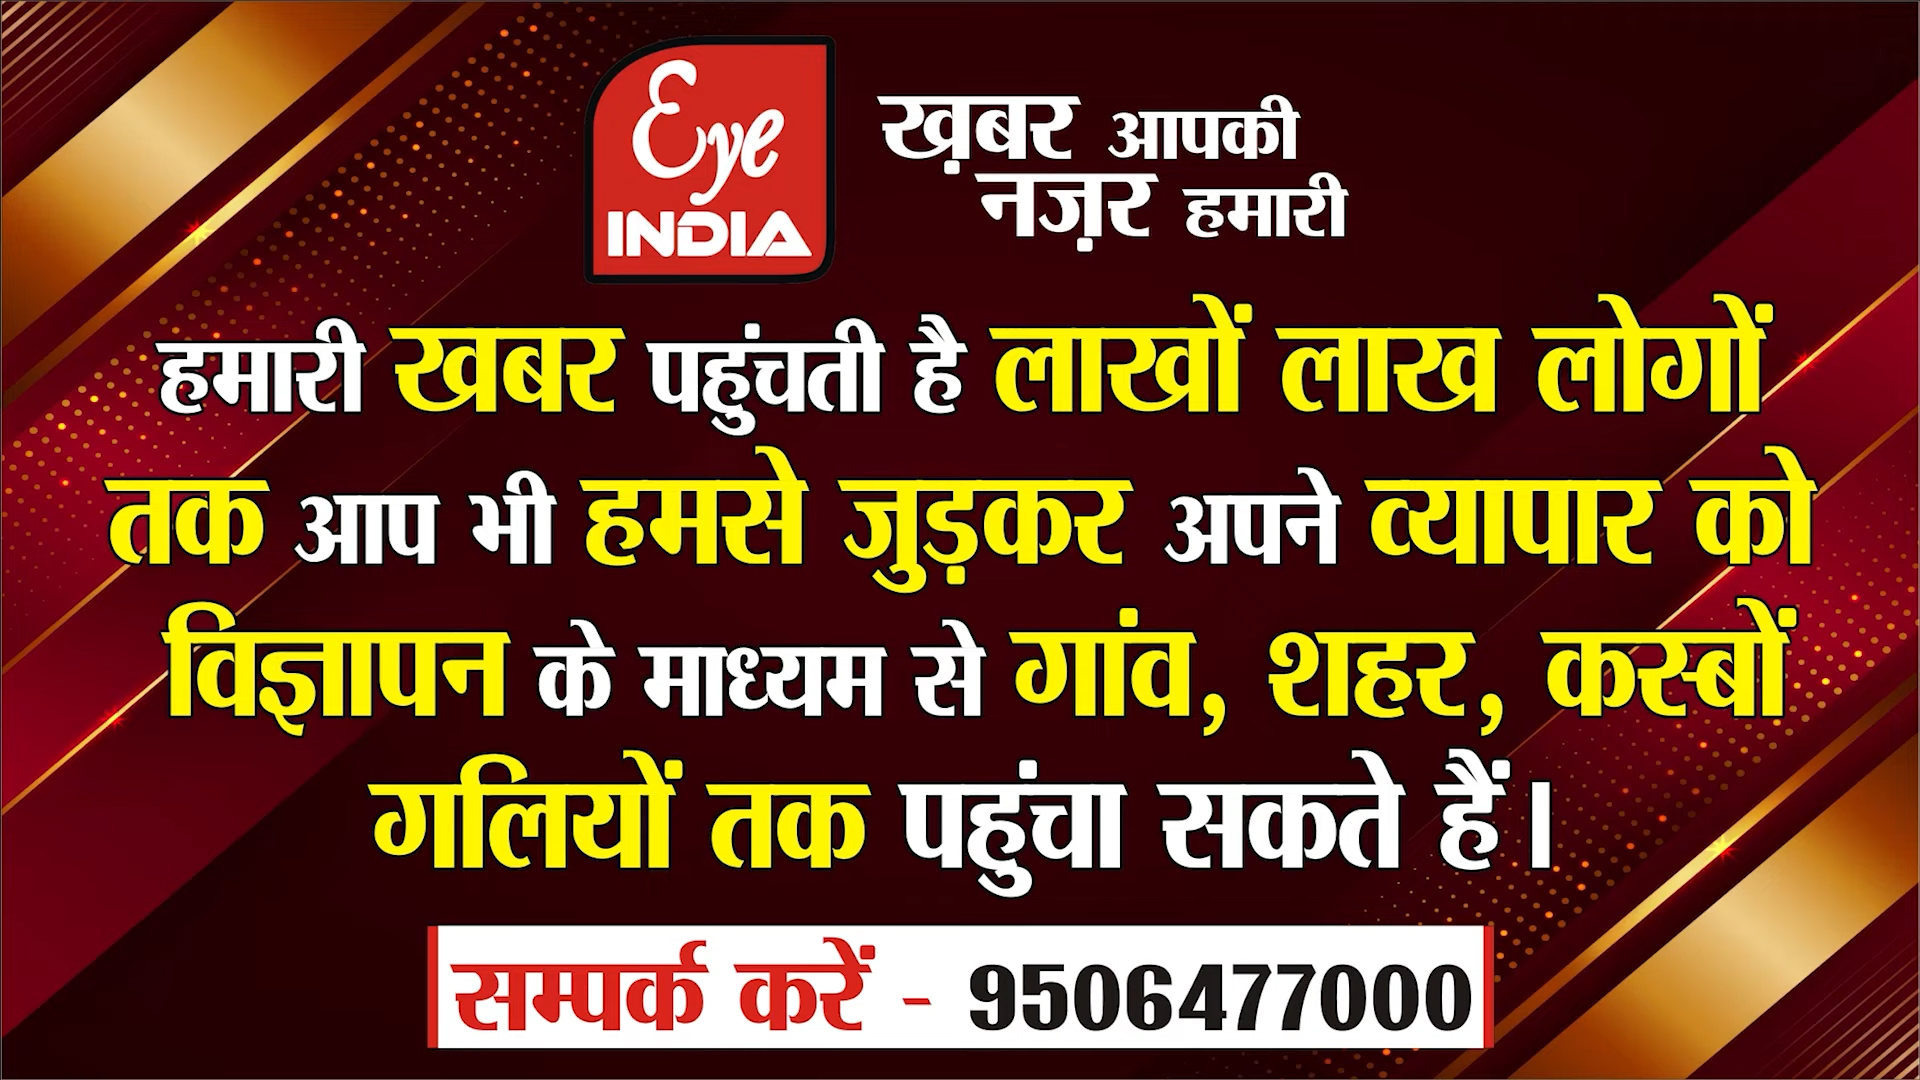 Eye
INDIA
ख़बर आपकी
नज़र हमारी
हमारी खबर पहुंचती है लाखों लाख लोगों
तक आप भी हमसे जुड़कर अपने व्यापार को
विज्ञापन के माध्यम से गांव, शहर, कस्बों
गलियों तक पहुंचा सकते हैं।
सम्पर्क करें - 9506477000